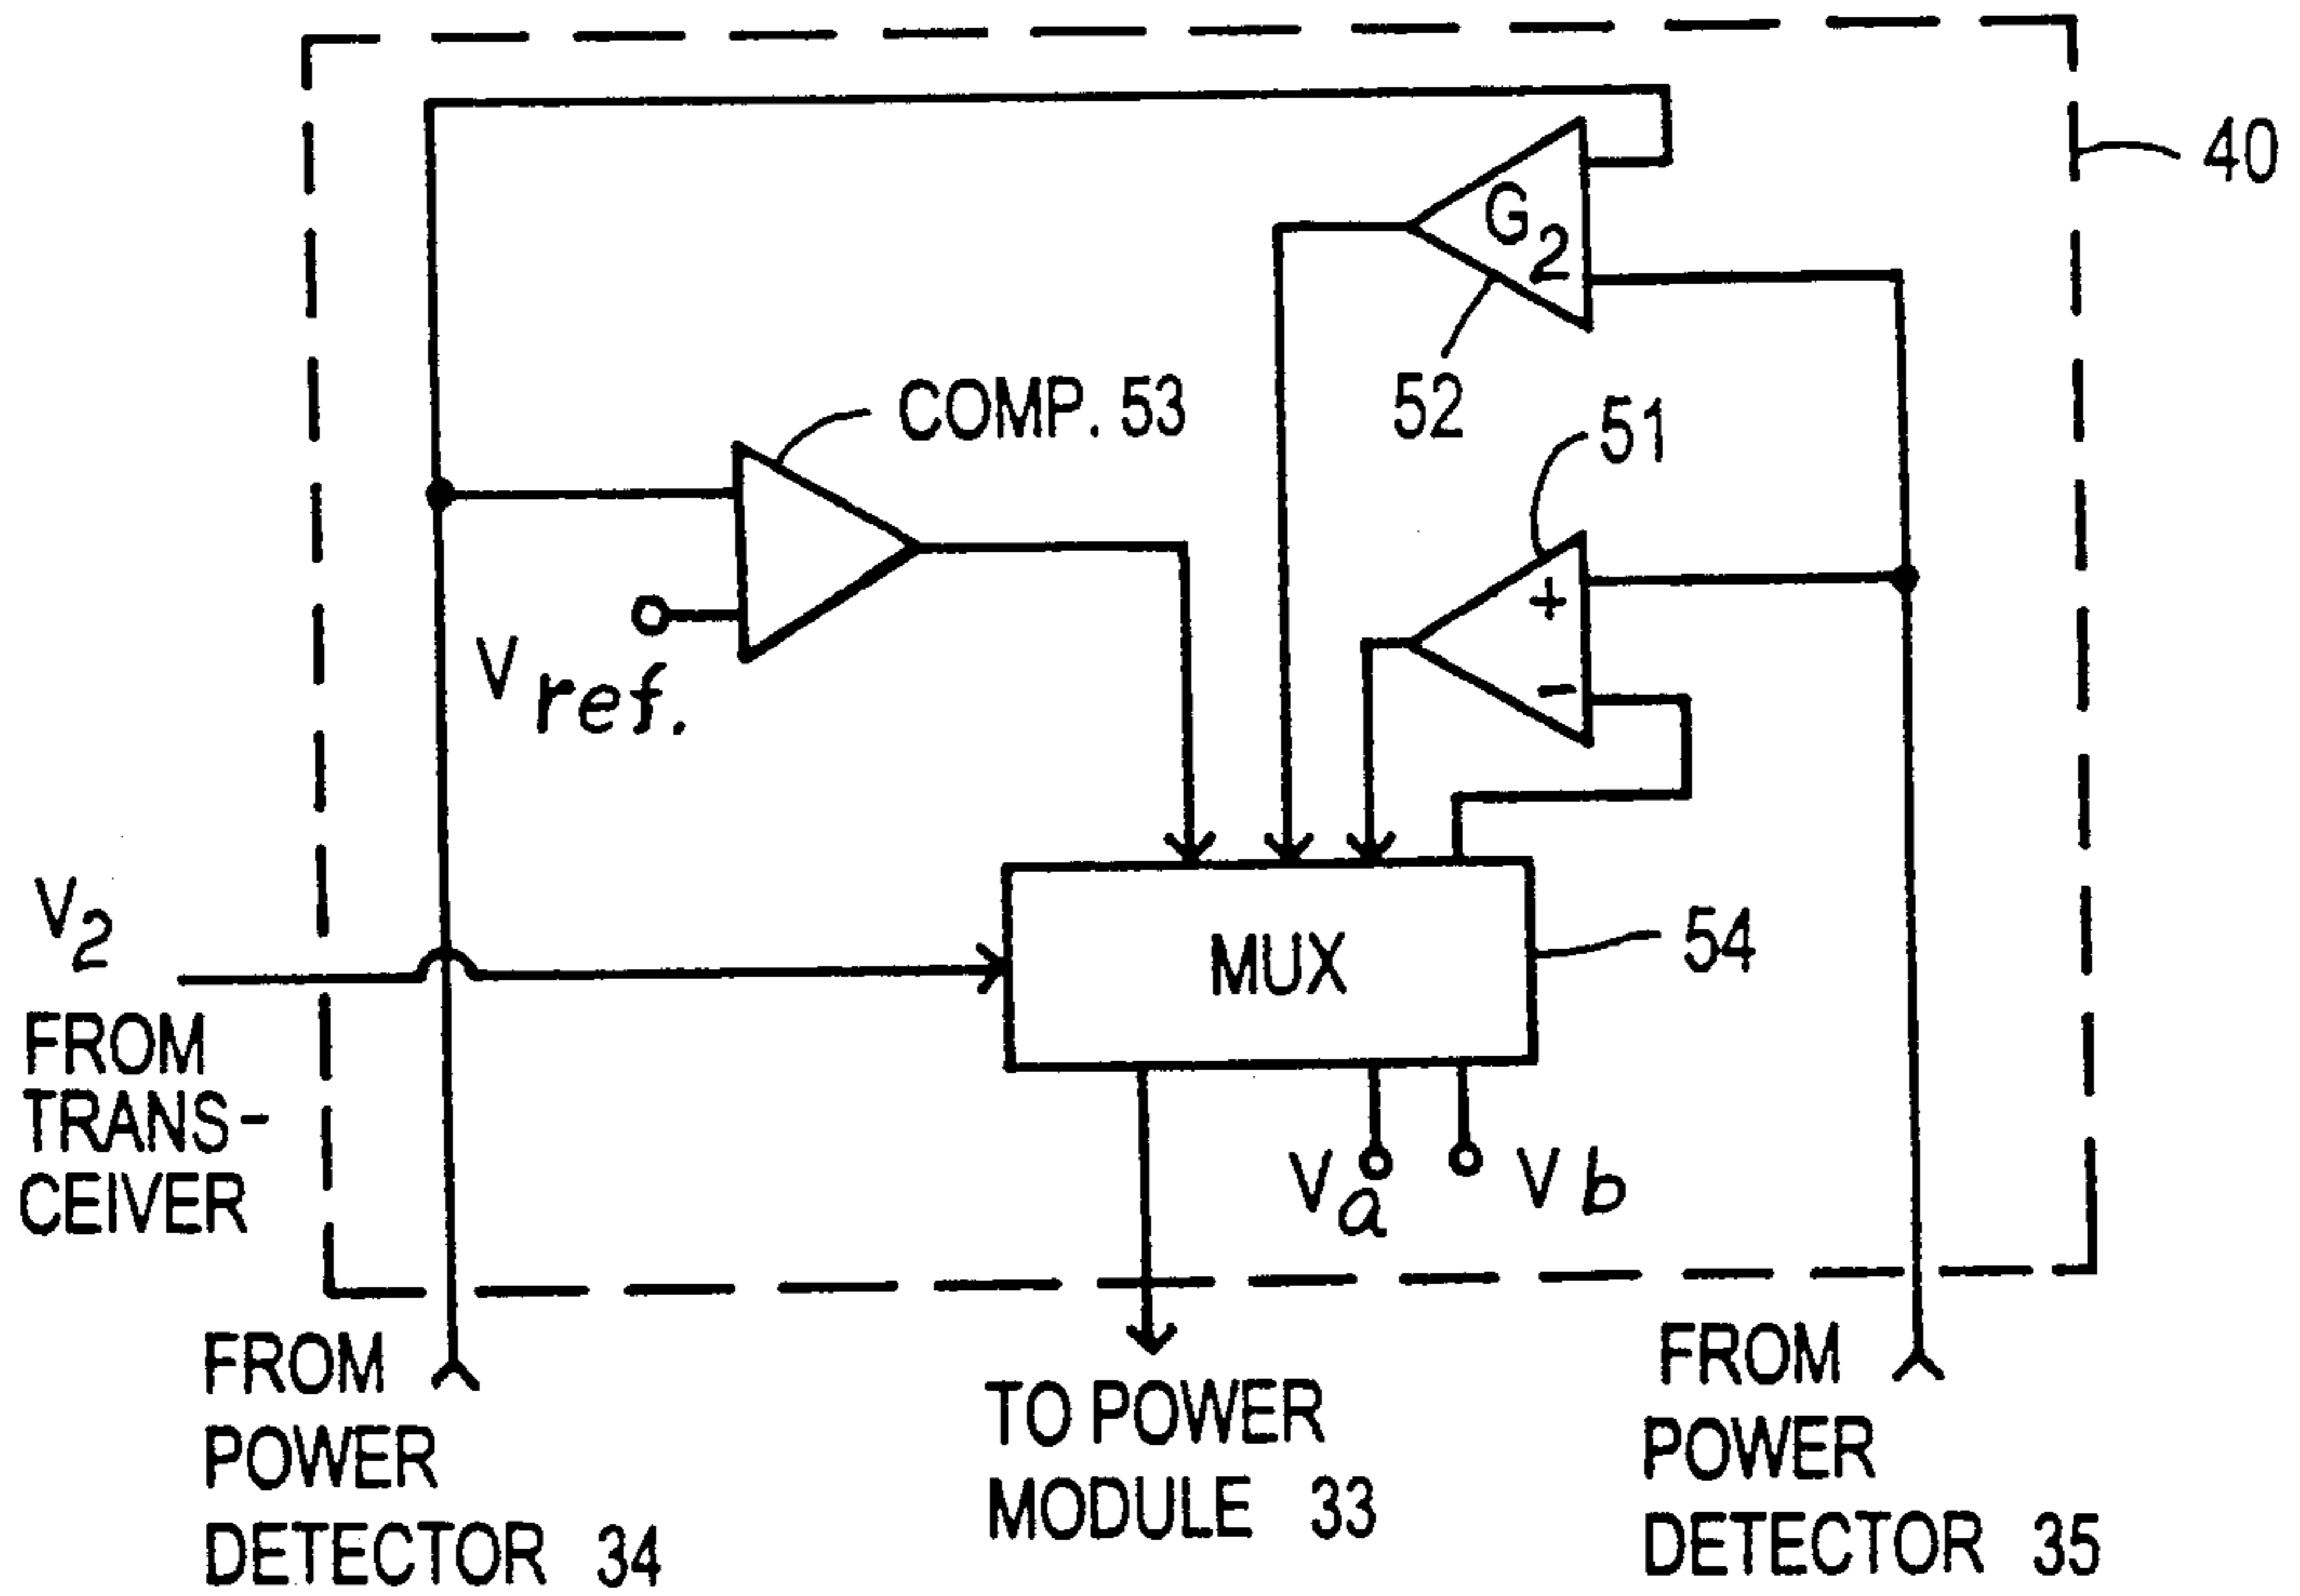 40
G2
52
COMP. 53
51
+
Vref.
-
V2
FROM
TRANS-
CEIVER
MUX
54
Va
Vb
FROM
POWER
DETECTOR 34
TO POWER
MODULE 33
FROM
POWER
DETECTOR 35